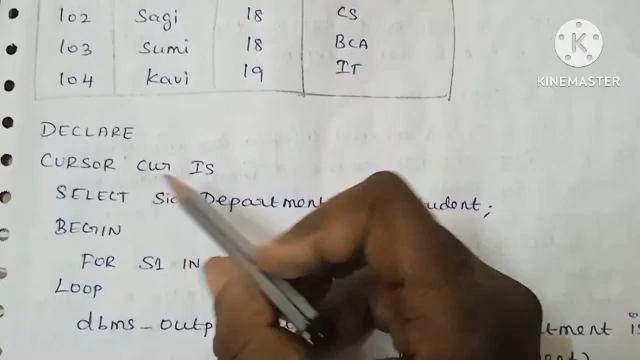 102 Sagi 18 CS
103 Sumi 18 BCA
104 Kavi 19 IT
KINEMASTER
DECLARE
CURSOR Cur IS
SELECT Department
BEGIN
FOR S1 IN
Loop
dbms_outp